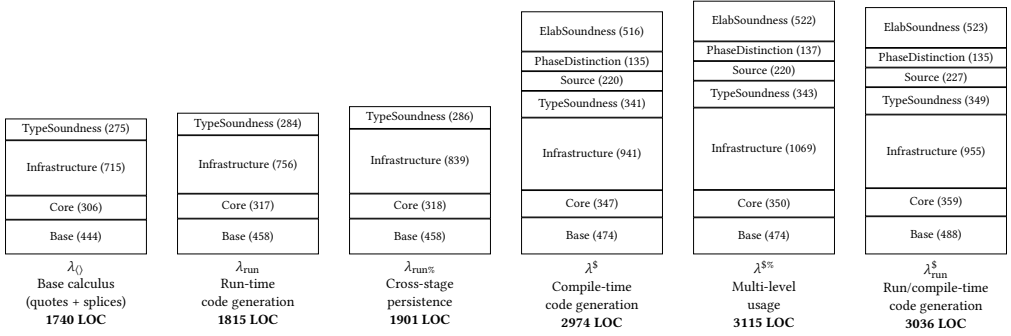 TypeSoundness (275)
Infrastructure (715)
Core (306)
Base (444)
λ⟨⟩
Base calculus
(quotes + splices)
1740 LOC
TypeSoundness (284)
Infrastructure (756)
Core (317)
Base (458)
λrun
Run-time
code generation
1815 LOC
TypeSoundness (286)
Infrastructure (839)
Core (318)
Base (458)
λrun%
Cross-stage
persistence
1901 LOC
ElabSoundness (516)
PhaseDistinction (135)
Source (220)
TypeSoundness (341)
Infrastructure (941)
Core (347)
Base (474)
λ$
Compile-time
code generation
2974 LOC
ElabSoundness (522)
PhaseDistinction (137)
Source (220)
TypeSoundness (343)
Infrastructure (1069)
Core (350)
Base (474)
λ$%
Multi-level
usage
3115 LOC
ElabSoundness (523)
PhaseDistinction (135)
Source (227)
TypeSoundness (349)
Infrastructure (955)
Core (359)
Base (488)
λ$run
Run/compile-time
code generation
3036 LOC